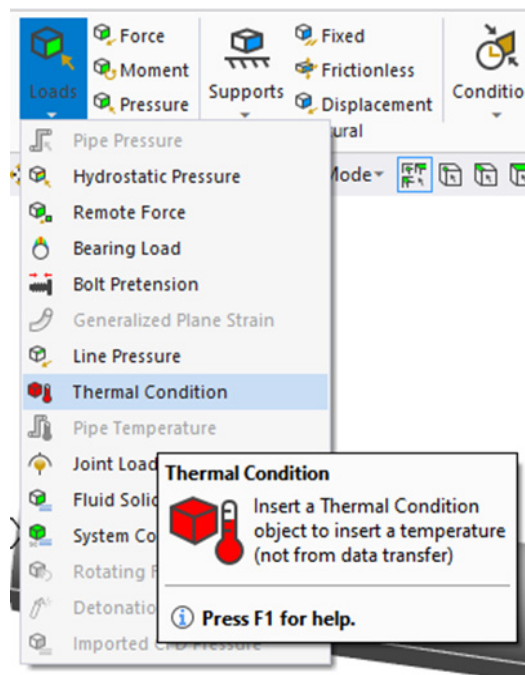 Force
Moment
Pressure
Loads
Supports
Fixed
Frictionless
Displacement
Conditio
ural
Mode
Pipe Pressure
Hydrostatic Pressure
Remote Force
Bearing Load
Bolt Pretension
Generalized Plane Strain
Line Pressure
Thermal Condition
Pipe Temperature
Joint Load
Fluid Solid
System Co
Rotating F
Detonatio
Imported CFD Pressure
Thermal Condition
Insert a Thermal Condition
object to insert a temperature
(not from data transfer)
Press F1 for help.